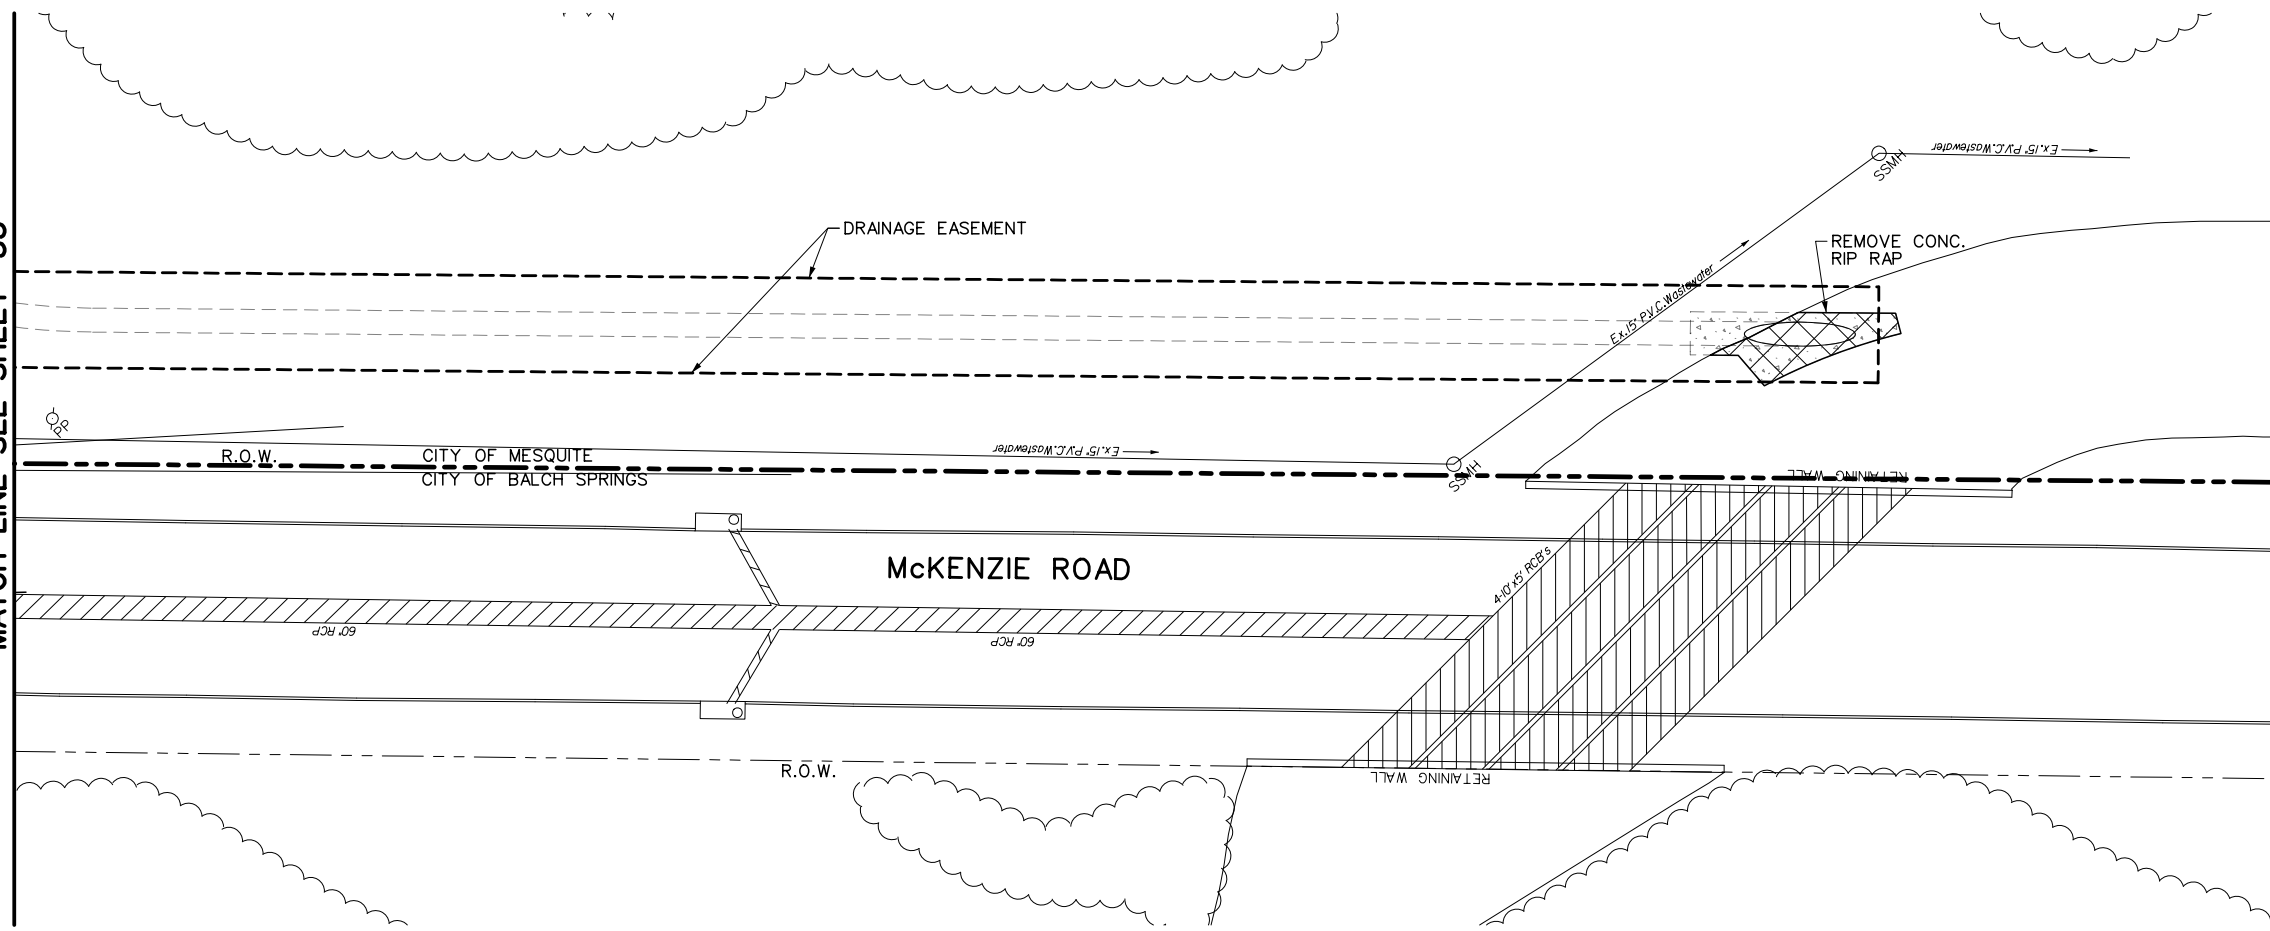 DRAINAGE EASEMENT
REMOVE CONC.
RIP RAP
SSMH
Ex. 15" P.V.C. Wastewater
Ex. 15" P.V.C. Wastewater
PP
R.O.W.
CITY OF MESQUITE
CITY OF BALCH SPRINGS
Ex. 15" P.V.C. Wastewater
SSMH
RETAINING WALL
McKENZIE ROAD
4-10'x5' RCB's
60" RCP
60" RCP
R.O.W.
RETAINING WALL